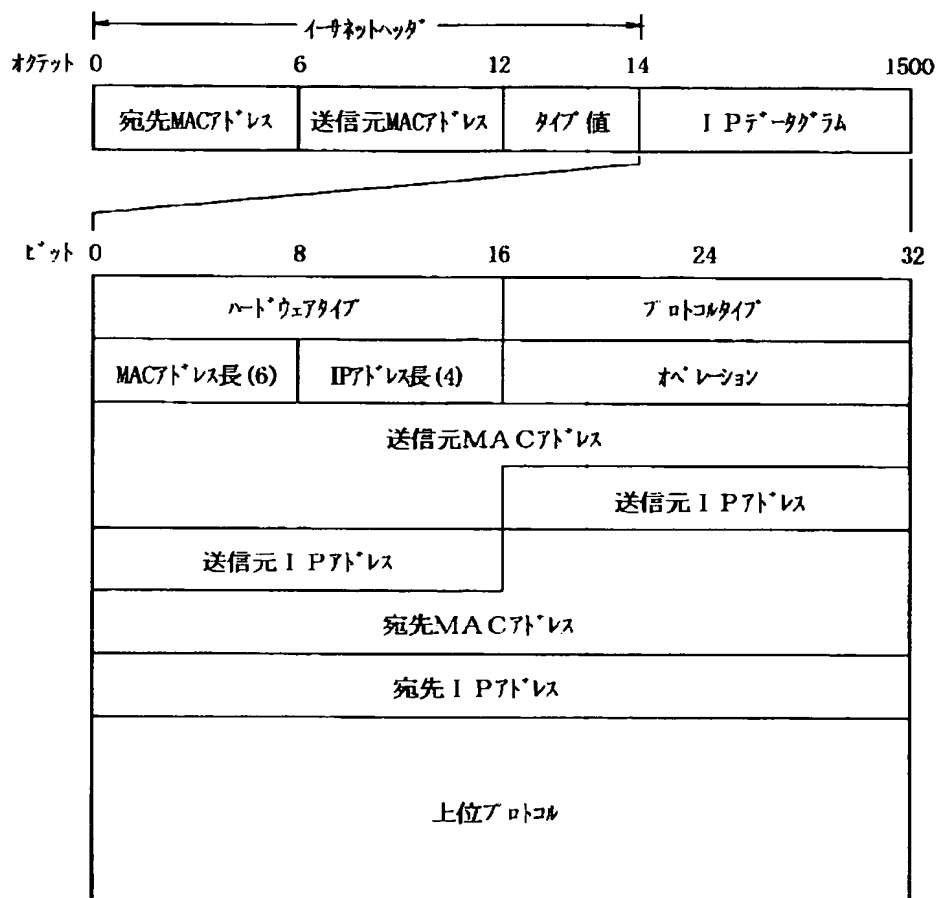 イーサネットヘッダ
オクテット 0 6 12 14 1500
宛先MACアドレス 送信元MACアドレス タイプ値 IPデータグラム
ビット 0 8 16 24 32
ハードウェアタイプ プロトコルタイプ
MACアドレス長(6) IPアドレス長(4) オペレーション
送信元MACアドレス
送信元IPアドレス
送信元IPアドレス
宛先MACアドレス
宛先IPアドレス
上位プロトコル